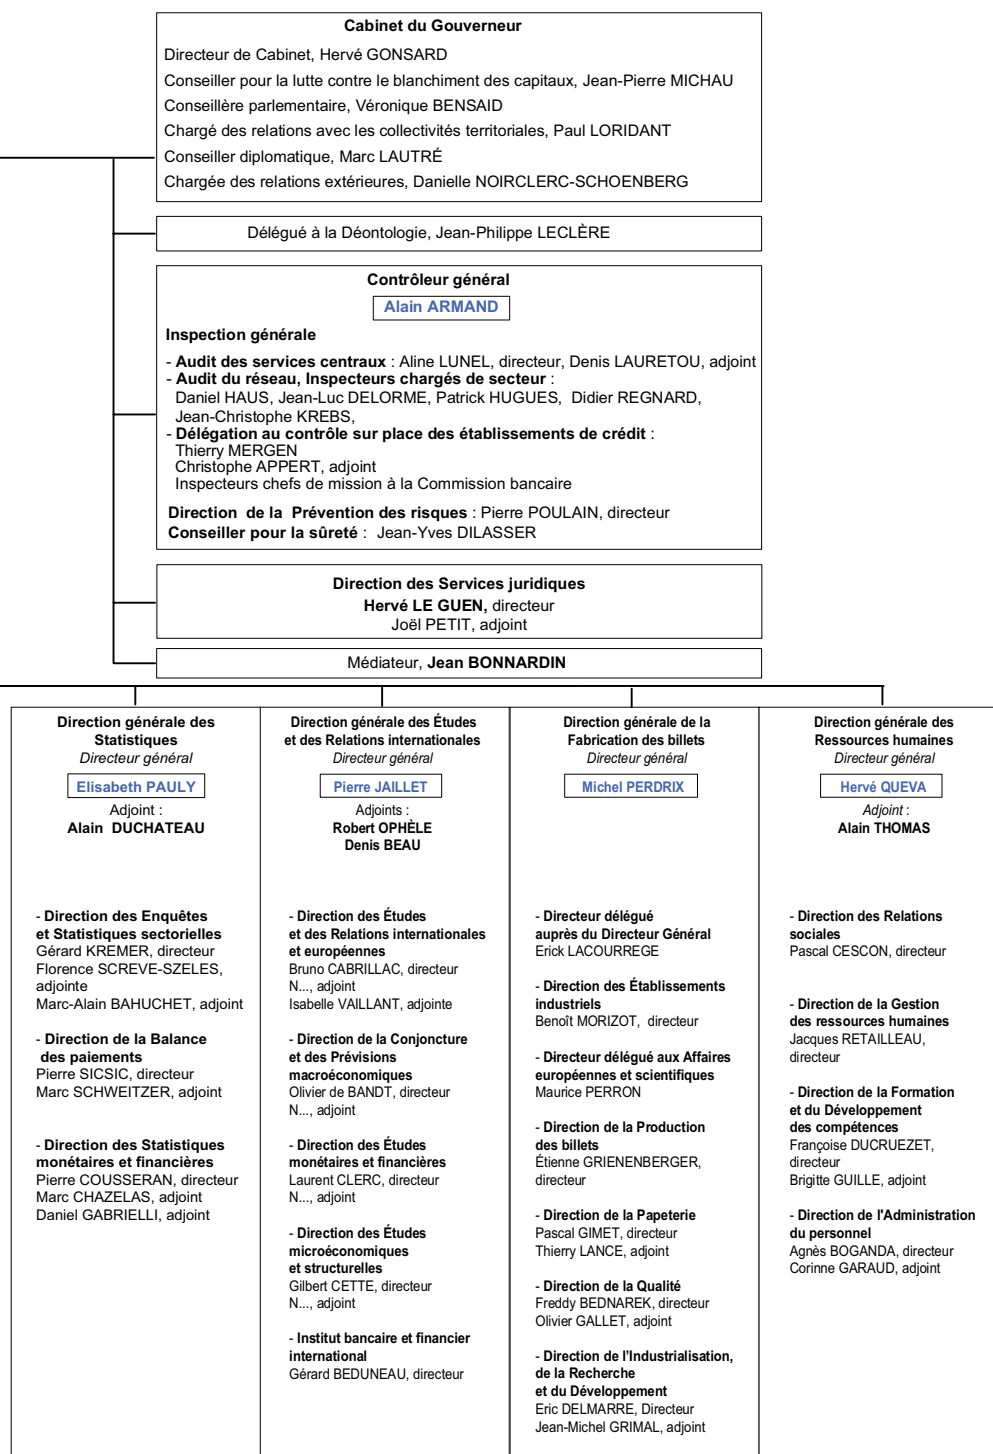 Cabinet du Gouverneur
Directeur de Cabinet, Hervé GONSARD
Conseiller pour la lutte contre le blanchiment des capitaux, Jean-Pierre MICHAU
Conseillère parlementaire, Véronique BENSAID
Chargé des relations avec les collectivités territoriales, Paul LORIDANT
Conseiller diplomatique, Marc LAUTRÉ
Chargée des relations extérieures, Danielle NOIRCLERC-SCHOENBERG
Délégué à la Déontologie, Jean-Philippe LECLÈRE
Contrôleur général
Alain ARMAND
Inspection générale
- Audit des services centraux : Aline LUNEL, directeur, Denis LAURETOU, adjoint
- Audit du réseau, Inspecteurs chargés de secteur :
Daniel HAUS, Jean-Luc DELORME, Patrick HUGUES, Didier REGNARD,
Jean-Christophe KREBS,
- Délégation au contrôle sur place des établissements de crédit :
Thierry MERGEN
Christophe APPERT, adjoint
Inspecteurs chefs de mission à la Commission bancaire
Direction de la Prévention des risques : Pierre POULAIN, directeur
Conseiller pour la sûreté : Jean-Yves DILASSER
Direction des Services juridiques
Hervé LE GUEN, directeur
Joël PETIT, adjoint
Médiateur, Jean BONNARDIN
Direction générale des
Statistiques
Directeur général
Elisabeth PAULY
Adjoint :
Alain DUCHATEAU
- Direction des Enquêtes
et Statistiques sectorielles
Gérard KREMER, directeur
Florence SCREVE-SZELES,
adjointe
Marc-Alain BAHUCHET, adjoint
- Direction de la Balance
des paiements
Pierre SICSIC, directeur
Marc SCHWEITZER, adjoint
- Direction des Statistiques
monétaires et financières
Pierre COUSSERAN, directeur
Marc CHAZELAS, adjoint
Daniel GABRIELLI, adjoint
Direction générale des Études
et des Relations internationales
Directeur général
Pierre JAILLET
Adjoints :
Robert OPHÈLE
Denis BEAU
- Direction des Études
et des Relations internationales
et européennes
Bruno CABRILLAC, directeur
N..., adjoint
Isabelle VAILLANT, adjointe
- Direction de la Conjoncture
et des Prévisions
macroéconomiques
Olivier de BANDT, directeur
N..., adjoint
- Direction des Études
monétaires et financières
Laurent CLERC, directeur
N..., adjoint
- Direction des Études
microéconomiques
et structurelles
Gilbert CETTE, directeur
N..., adjoint
- Institut bancaire et financier
international
Gérard BEDUNEAU, directeur
Direction générale de la
Fabrication des billets
Directeur général
Michel PERDRIX
- Directeur délégué
auprès du Directeur Général
Erick LACOURREGE
- Direction des Établissements
industriels
Benoît MORIZOT, directeur
- Directeur délégué aux Affaires
européennes et scientifiques
Maurice PERRON
- Direction de la Production
des billets
Étienne GRIENENBERGER,
directeur
- Direction de la Papeterie
Pascal GIMET, directeur
Thierry LANCE, adjoint
- Direction de la Qualité
Freddy BEDNAREK, directeur
Olivier GALLET, adjoint
- Direction de l'Industrialisation,
de la Recherche
et du Développement
Eric DELMARRE, Directeur
Jean-Michel GRIMAL, adjoint
Direction générale des
Ressources humaines
Directeur général
Hervé QUEVA
Adjoint :
Alain THOMAS
- Direction des Relations
sociales
Pascal CESCON, directeur
- Direction de la Gestion
des ressources humaines
Jacques RETAILLEAU,
directeur
- Direction de la Formation
et du Développement
des compétences
Françoise DUCRUEZET,
directeur
Brigitte GUILLE, adjoint
- Direction de l'Administration
du personnel
Agnès BOGANDA, directeur
Corinne GARAUD, adjoint